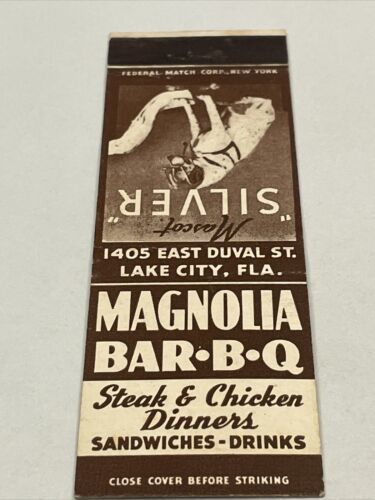 FEDERAL MATCH CORP., NEW YORK
Mascot
"SILVER"
1405 EAST DUVAL ST.
LAKE CITY, FLA.
MAGNOLIA
BAR·B·Q
Steak & Chicken
Dinners
SANDWICHES - DRINKS
CLOSE COVER BEFORE STRIKING